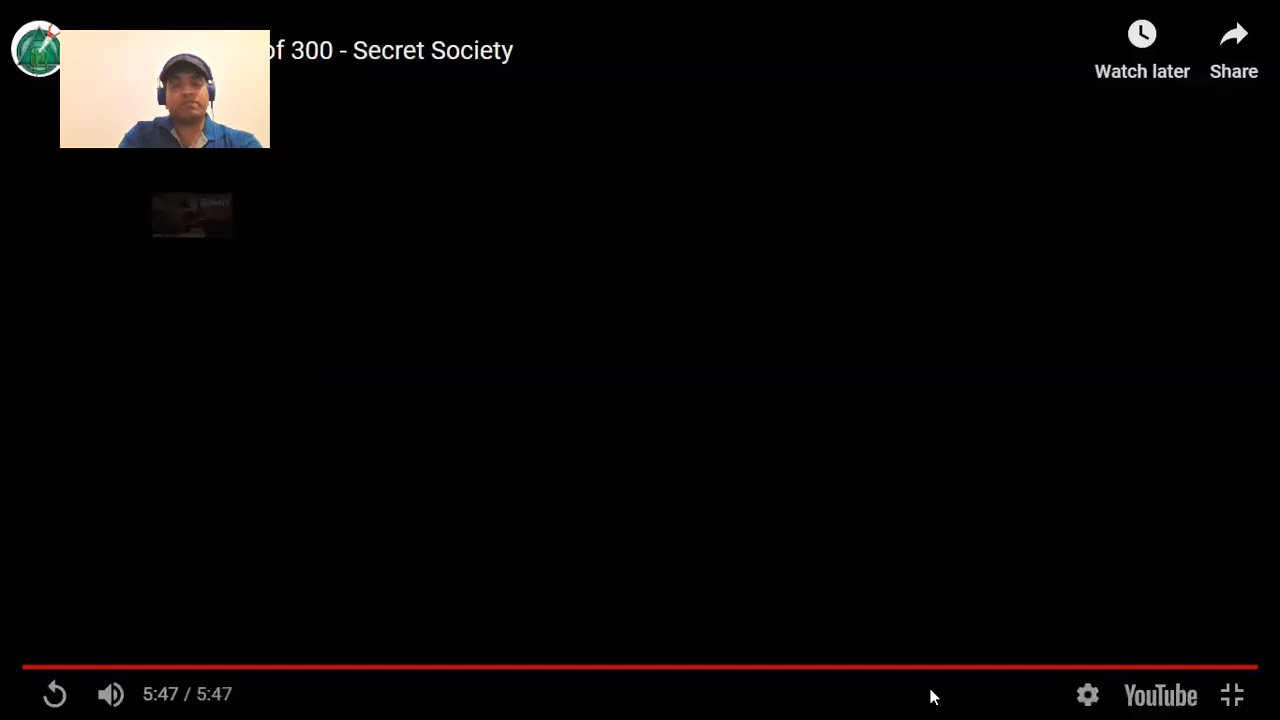 of 300 - Secret Society
Watch later
Share
5:47 / 5:47
YouTube